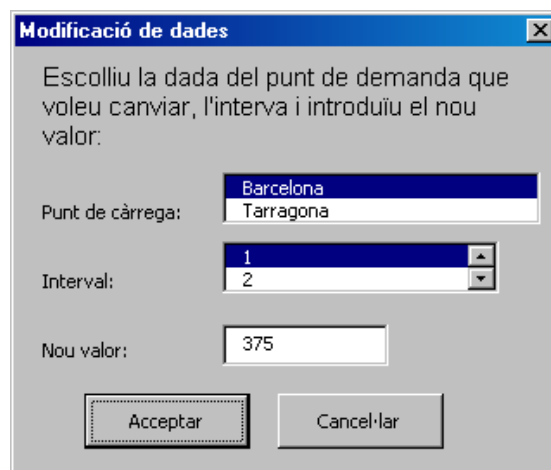 Modificació de dades
Escolliu la dada del punt de demanda que
voleu canviar, l'interva i introduïu el nou
valor:
Barcelona
Punt de càrrega:
Tarragona
1
Interval:
2
Nou valor:
375
Acceptar
Cancel·lar